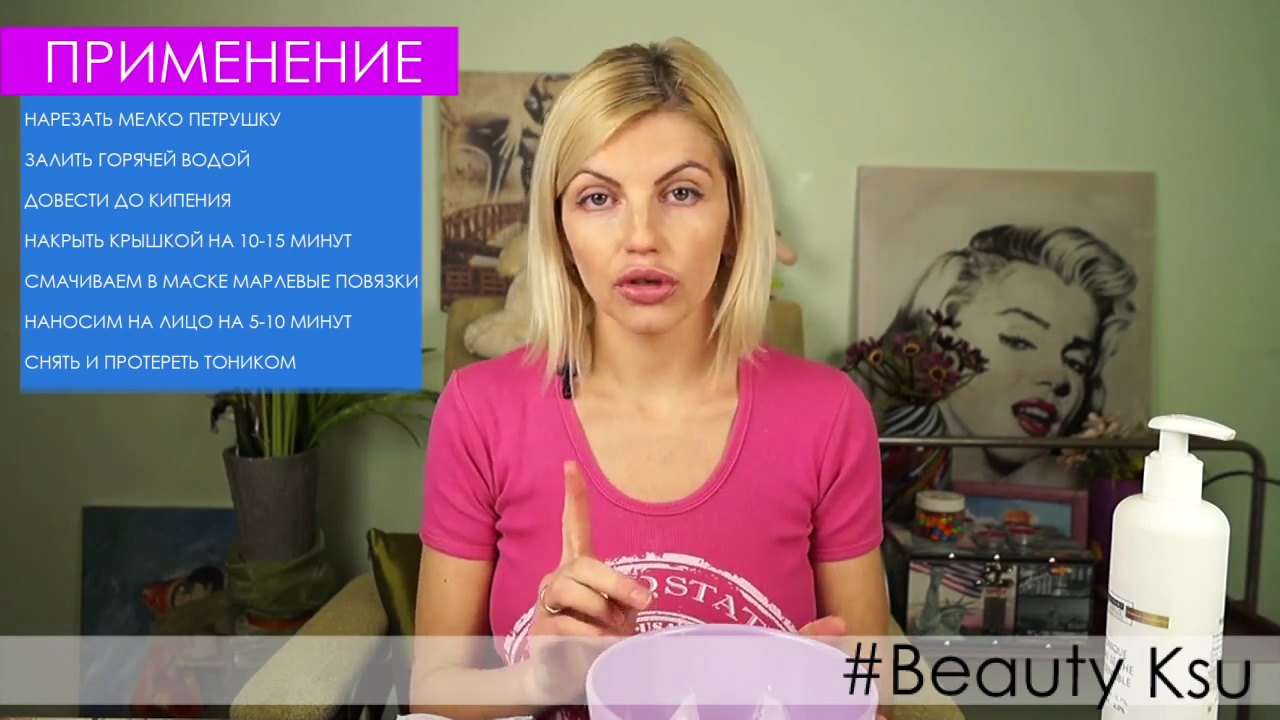 ПРИМЕНЕНИЕ
НАРЕЗАТЬ МЕЛКО ПЕТРУШКУ
ЗАЛИТЬ ГОРЯЧЕЙ ВОДОЙ
ДОВЕСТИ ДО КИПЕНИЯ
НАКРЫТЬ КРЫШКОЙ НА 10-15 МИНУТ
СМАЧИВАЕМ В МАСКЕ МАРЛЕВЫЕ ПОВЯЗКИ
НАНОСИМ НА ЛИЦО НА 5-10 МИНУТ
СНЯТЬ И ПРОТЕРЕТЬ ТОНИКОМ
USA
#Beauty Ksu